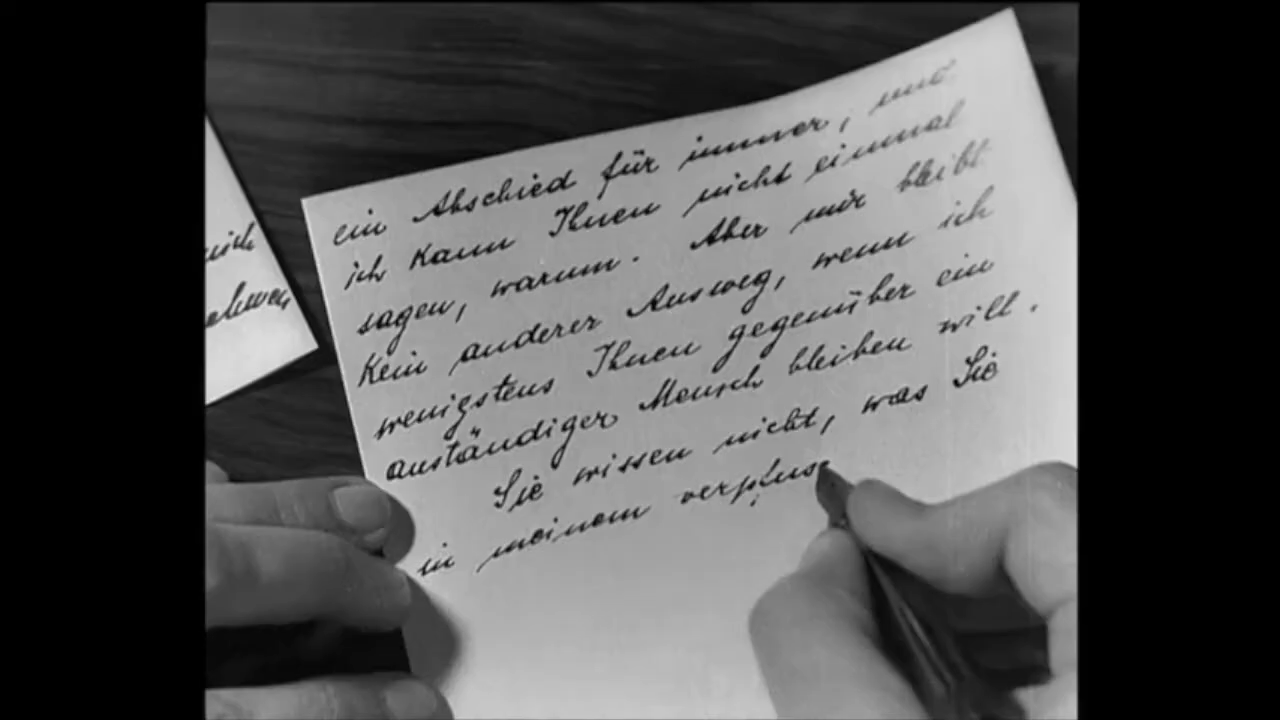 ein Abschied für immer, und
ich kann Ihnen nicht einmal
sagen, warum. Aber mir bleibt
kein anderer Ausweg, wenn ich
wenigstens Ihnen gegenüber ein
anständiger Mensch bleiben will.
Sie wissen nicht, was Sie
in meinem verpfus